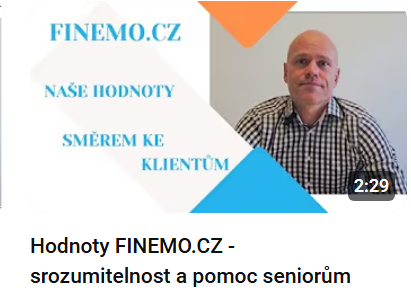 FINEMO.CZ
NAŠE HODNOTY
SMĚREM KE
KLIENTŮM
2:29
Hodnoty FINEMO.CZ -
srozumitelnost a pomoc seniorům